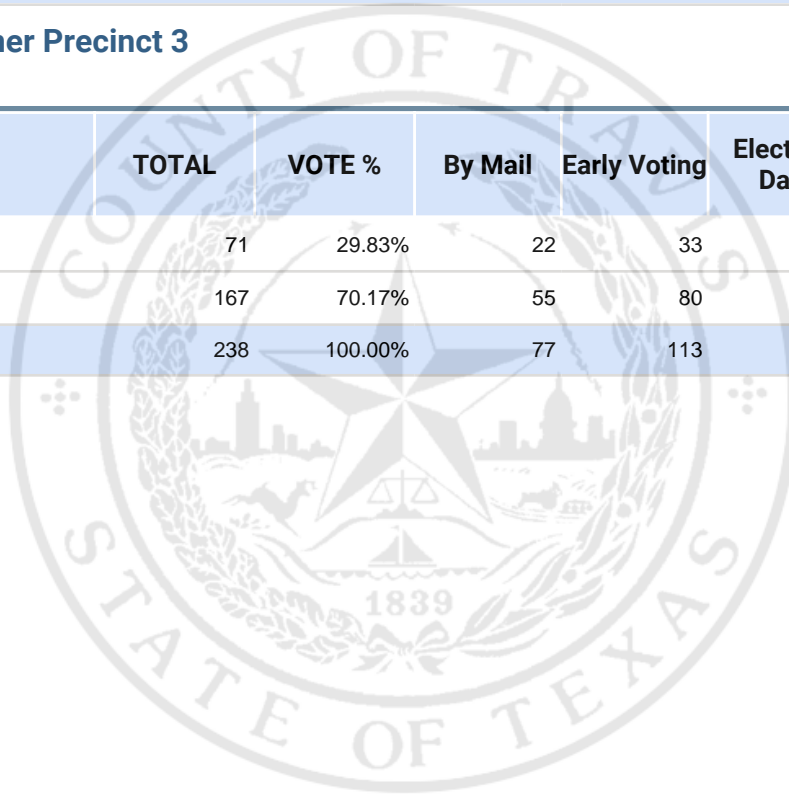 ner Precinct 3
TOTAL VOTE % By Mail Early Voting Elect
Da
71 29.83% 22 33
167 70.17% 55 80
238 100.00% 77 113
COUNTY OF TRAVIS
1839
STATE OF TEXAS